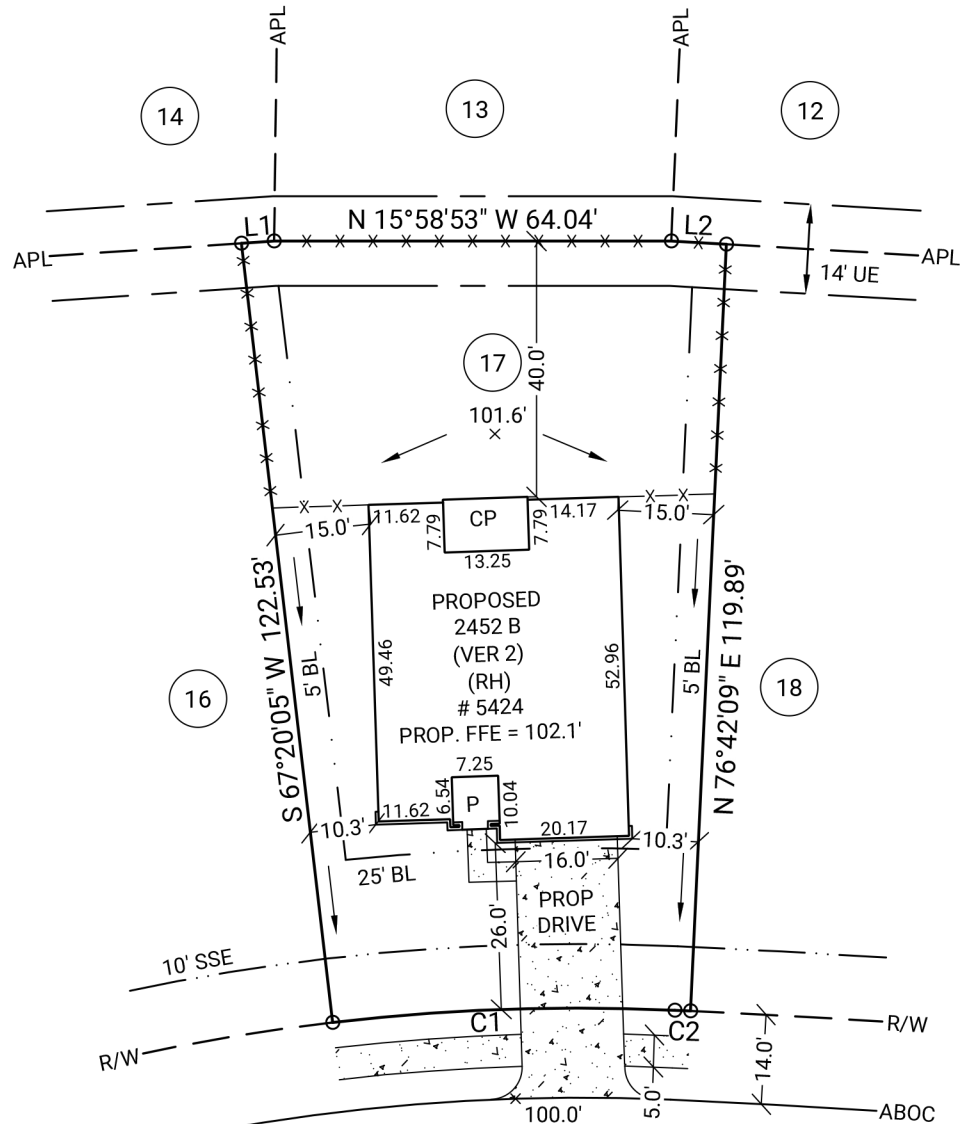 APL
APL
14
13
12
L1
N 15°58'53" W 64.04'
L2
APL
APL
14' UE
17
40.0'
101.6'
15.0'
11.62
7.79
CP
7.79
14.17
15.0'
13.25
S 67°20'05" W 122.53'
N 76°42'09" E 119.89'
PROPOSED
2452 B
(VER 2)
(RH)
# 5424
PROP. FFE = 102.1'
49.46
52.96
5' BL
5' BL
16
18
7.25
6.54
P
10.04
11.62
10.3'
20.17
10.3'
16.0'
25' BL
PROP
DRIVE
26.0'
10' SSE
C1
C2
R/W
R/W
14.0'
5.0'
100.0'
ABOC